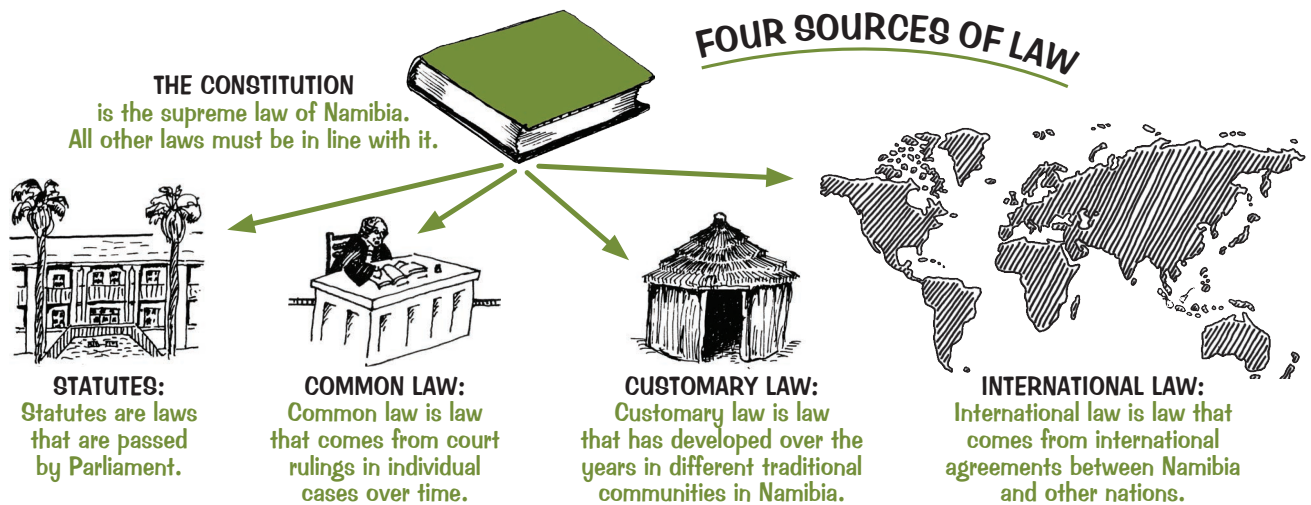 FOUR SOURCES OF LAW
THE CONSTITUTION
is the supreme law of Namibia.
All other laws must be in line with it.
STATUTES:
Statutes are laws
that are passed
by Parliament.
COMMON LAW:
Common law is law
that comes from court
rulings in individual
cases over time.
CUSTOMARY LAW:
Customary law is law
that has developed over the
years in different traditional
communities in Namibia.
INTERNATIONAL LAW:
International law is law that
comes from international
agreements between Namibia
and other nations.